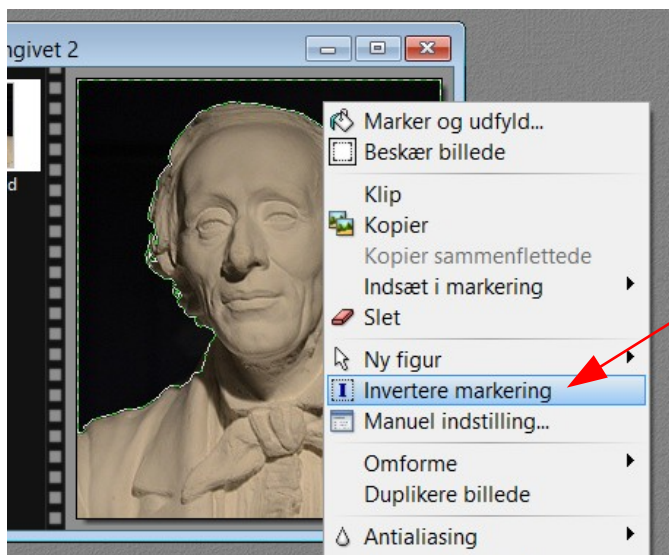 ngivet 2
d
Marker og udfyld...
Beskær billede
Klip
Kopier
Kopier sammenflettede
Indsæt i markering
Slet
Ny figur
Invertere markering
Manuel indstilling...
Omforme
Duplikere billede
Antialiasing